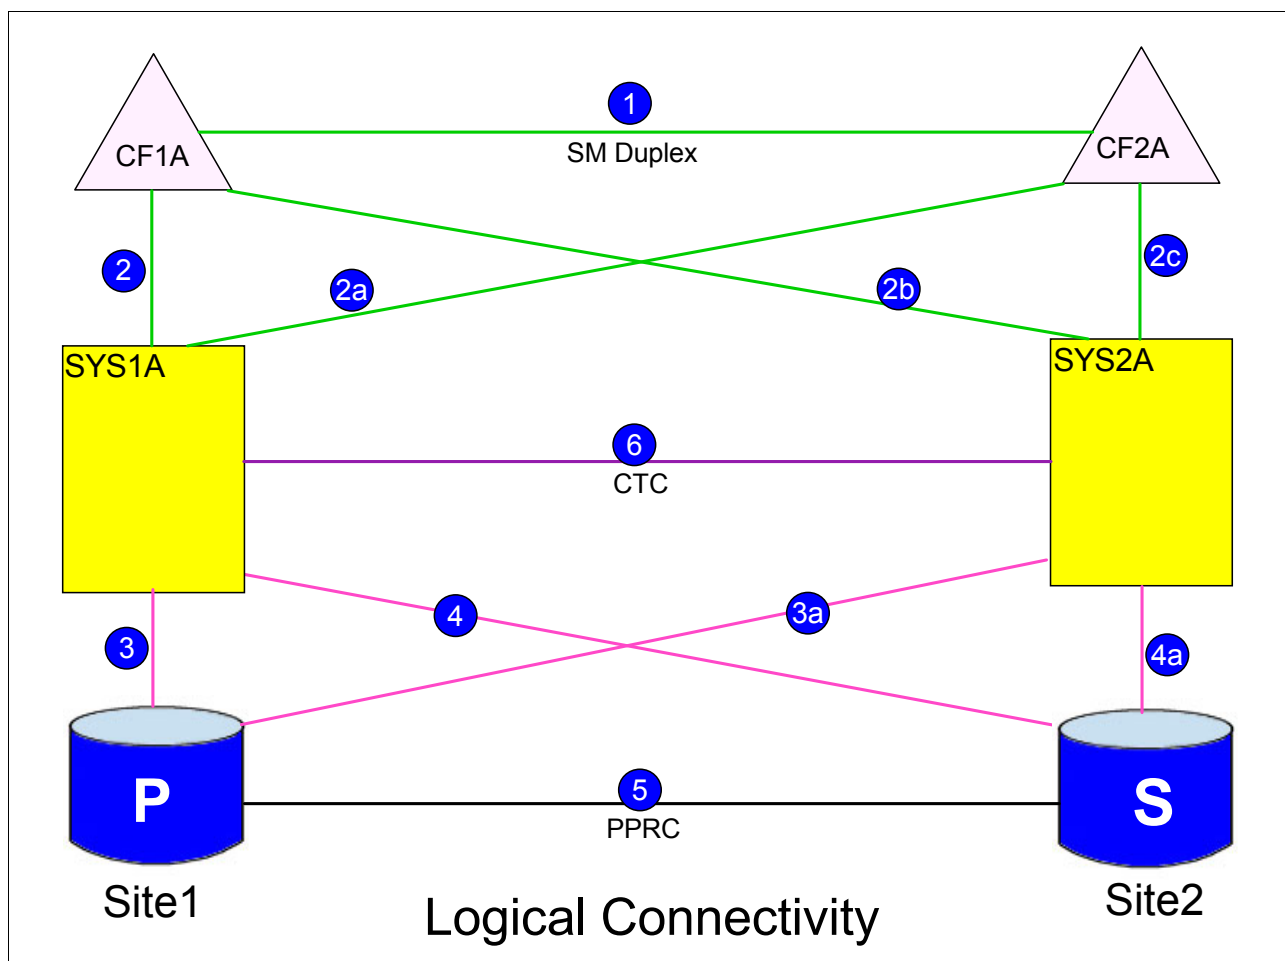 1
SM Duplex
CF1A
CF2A
2
2a
2b
2c
SYS1A
SYS2A
6
CTC
3
4
3a
4a
P
S
5
PPRC
Site1
Site2
Logical Connectivity